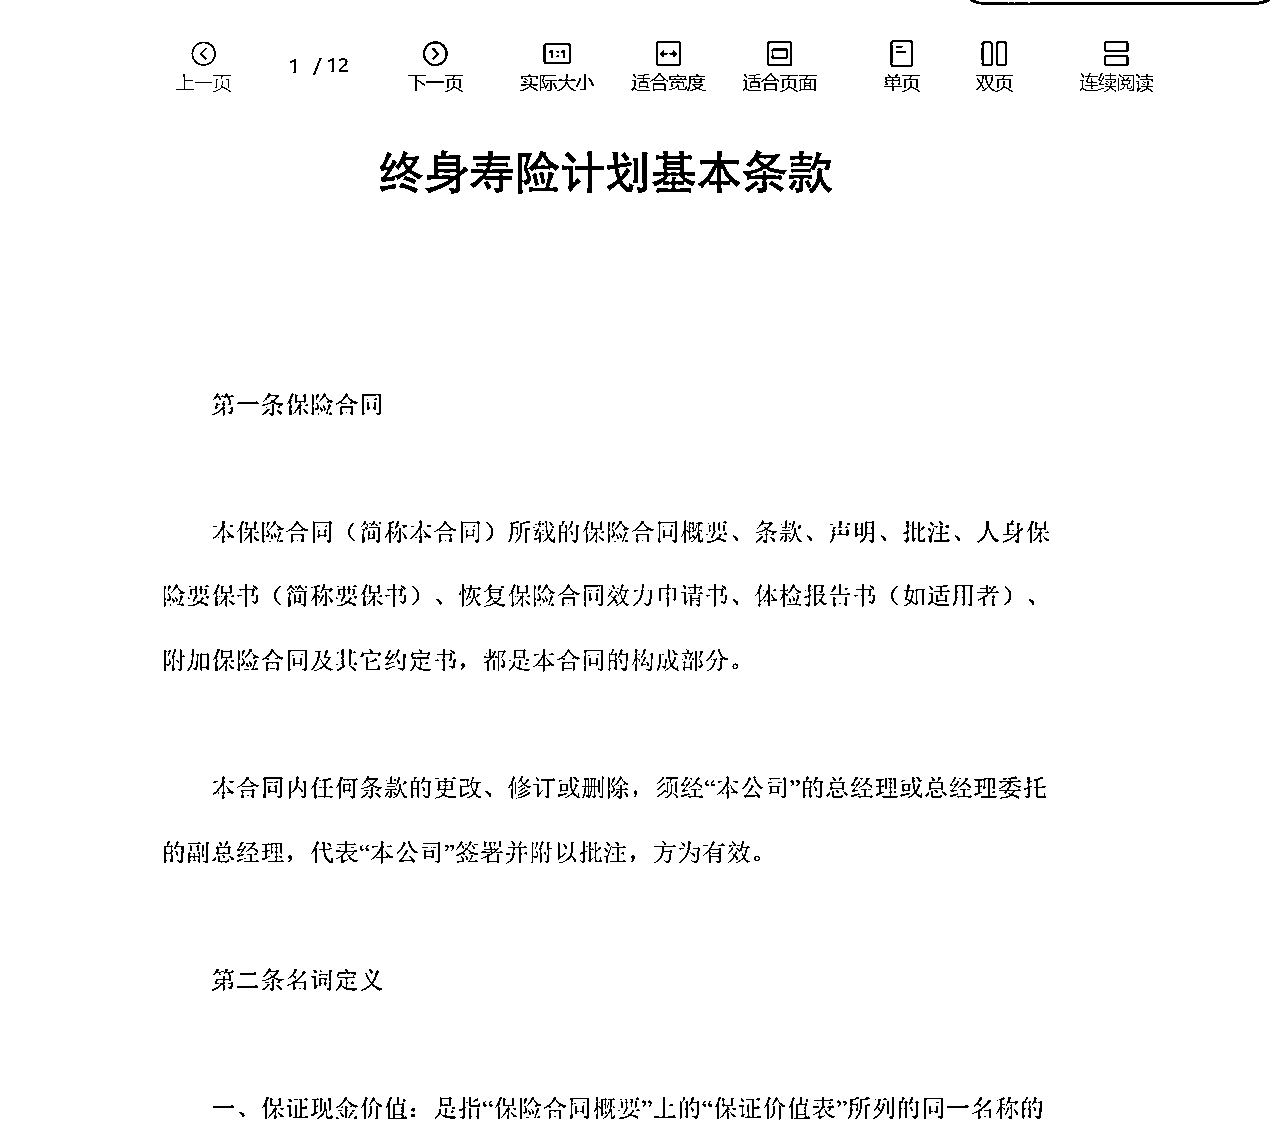 上一页 1 / 12 下一页 1:1 实际大小 适合宽度 适合页面 单页 双页 连续阅读
终身寿险计划基本条款
第一条保险合同
本保险合同（简称本合同）所载的保险合同概要、条款、声明、批注、人身保
险要保书（简称要保书）、恢复保险合同效力申请书、体检报告书（如适用者）、
附加保险合同及其它约定书，都是本合同的构成部分。
本合同内任何条款的更改、修订或删除，须经“本公司”的总经理或总经理委托
的副总经理，代表“本公司”签署并附以批注，方为有效。
第二条名词定义
一、保证现金价值：是指“保险合同概要”上的“保证价值表”所列的同一名称的